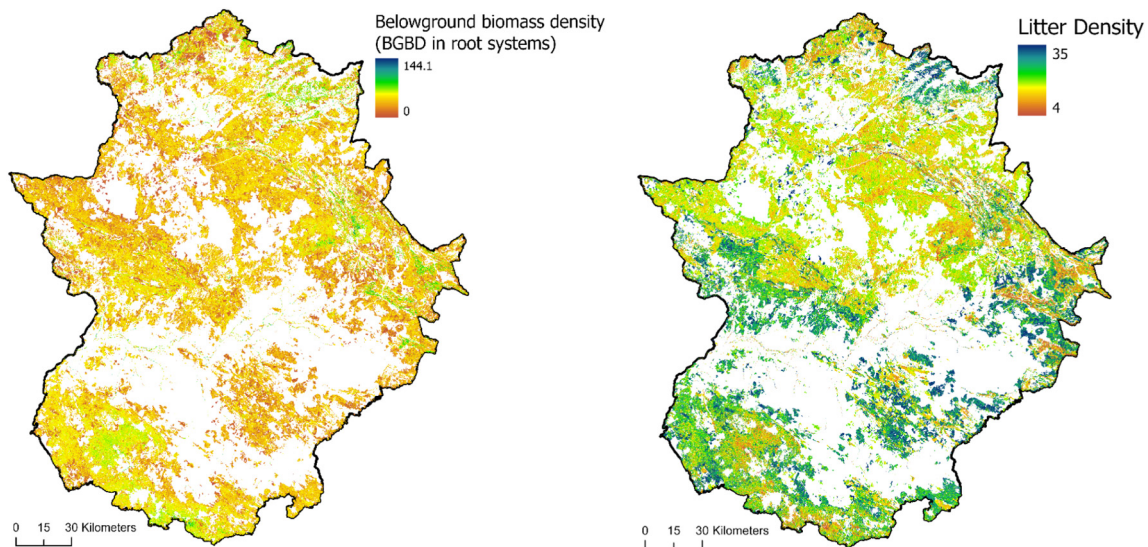 Belowground biomass density
(BGBD in root systems)
144.1
0
0 15 30 Kilometers
Litter Density
35
4
0 15 30 Kilometers